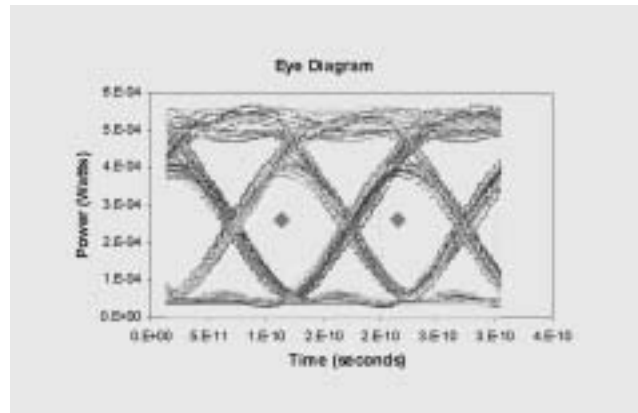 Eye Diagram
6.E-04
5.E-04
4.E-04
3.E-04
2.E-04
1.E-04
0.E+00
Power (Watts)
0.E+00 5.E-11 1.E-10 2.E-10 2.E-10 3.E-10 3.E-10 4.E-10
Time (seconds)